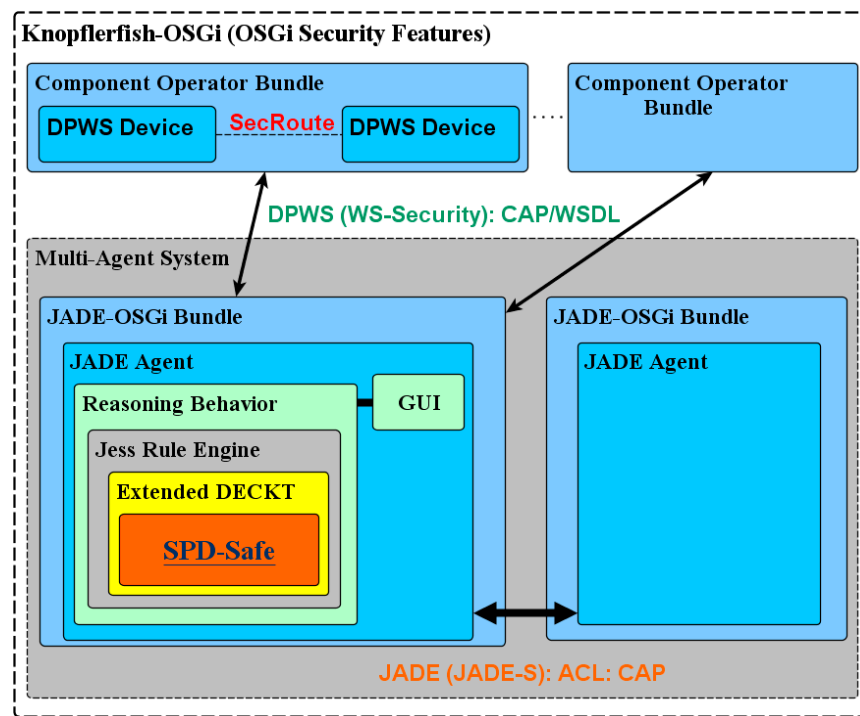 Knopflerfish-OSGi (OSGi Security Features)
Component Operator Bundle
DPWS Device
SecRoute
DPWS Device
Component Operator
Bundle
DPWS (WS-Security): CAP/WSDL
Multi-Agent System
JADE-OSGi Bundle
JADE Agent
Reasoning Behavior
GUI
Jess Rule Engine
Extended DECKT
SPD-Safe
JADE-OSGi Bundle
JADE Agent
JADE (JADE-S): ACL: CAP